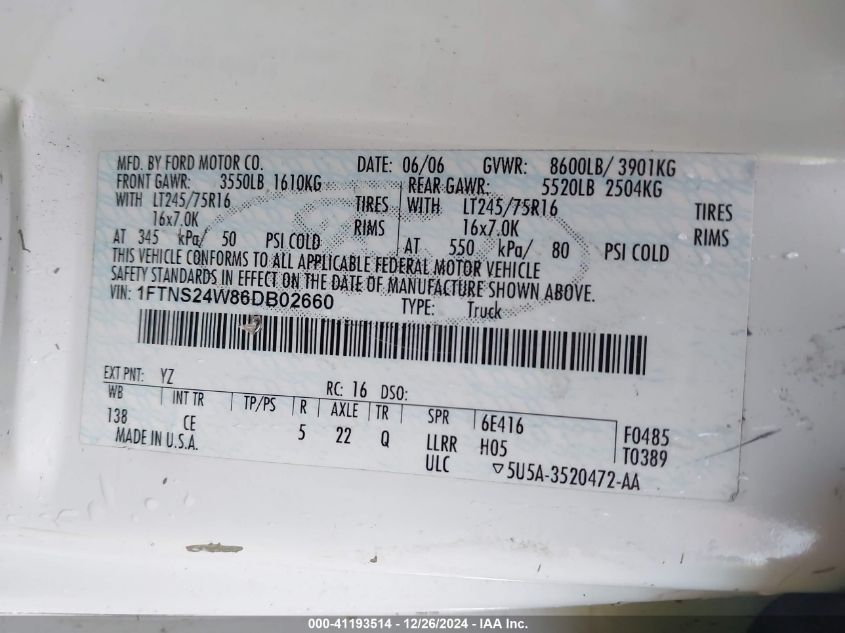 MFD. BY FORD MOTOR CO. DATE: 06/06 GVWR: 8600LB/ 3901KG
FRONT GAWR: 3550LB 1610KG REAR GAWR: 5520LB 2504KG
WITH LT245/75R16 TIRES WITH LT245/75R16 TIRES
16x7.0K RIMS 16x7.0K RIMS
AT 345 kPa/ 50 PSI COLD AT 550 kPa/ 80 PSI COLD
THIS VEHICLE CONFORMS TO ALL APPLICABLE FEDERAL MOTOR VEHICLE
SAFETY STANDARDS IN EFFECT ON THE DATE OF MANUFACTURE SHOWN ABOVE.
VIN: 1FTNS24W86DB02660 TYPE: Truck
EXT PNT: YZ RC: 16 DSO:
WB INT TR TP/PS R AXLE TR SPR 6E416 F0485
138 CE 5 22 Q LLRR H05 T0389
MADE IN U.S.A. ULC ▽5U5A-3520472-AA
000-41193514 - 12/26/2024 - IAA Inc.